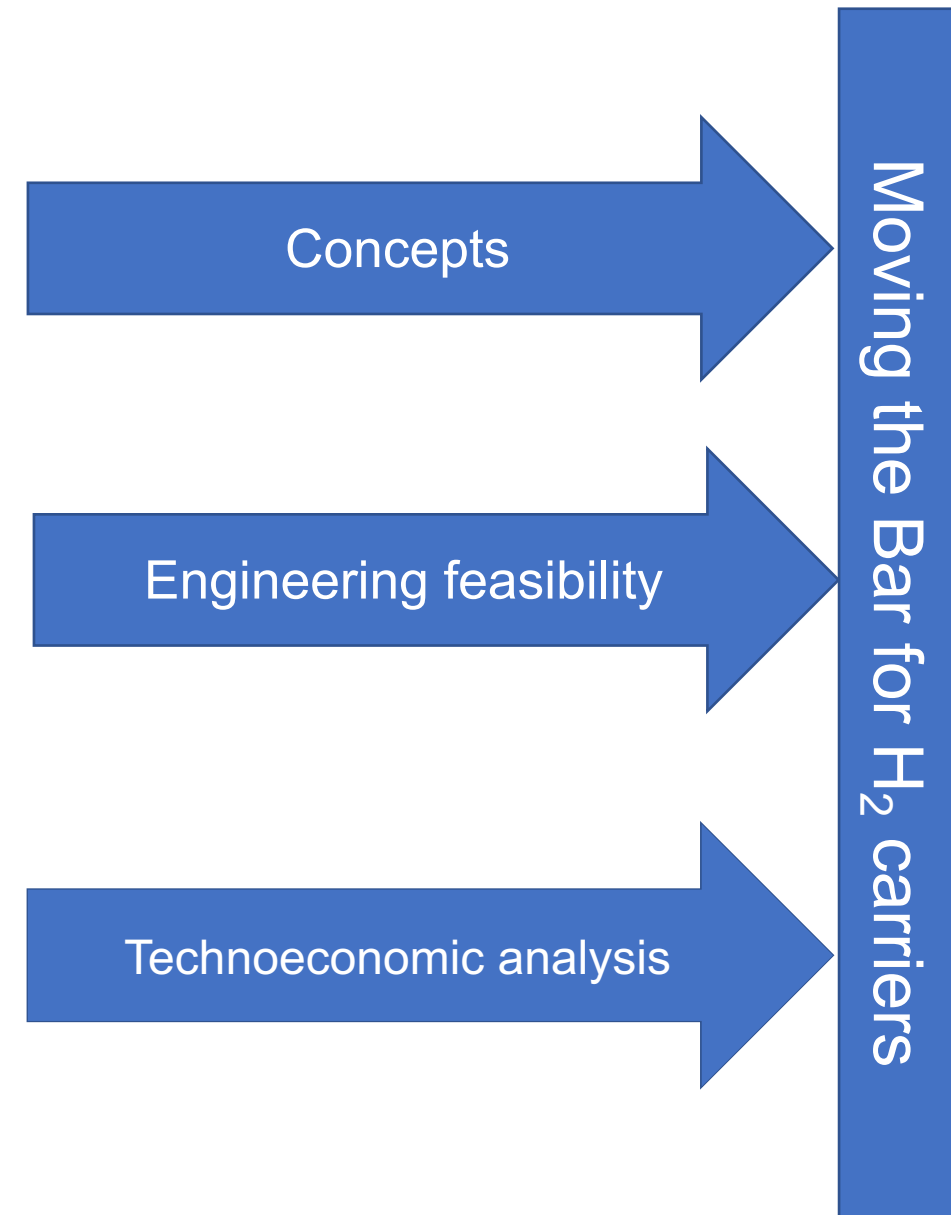 Concepts
Engineering feasibility
Technoeconomic analysis
Moving the Bar for H₂ carriers